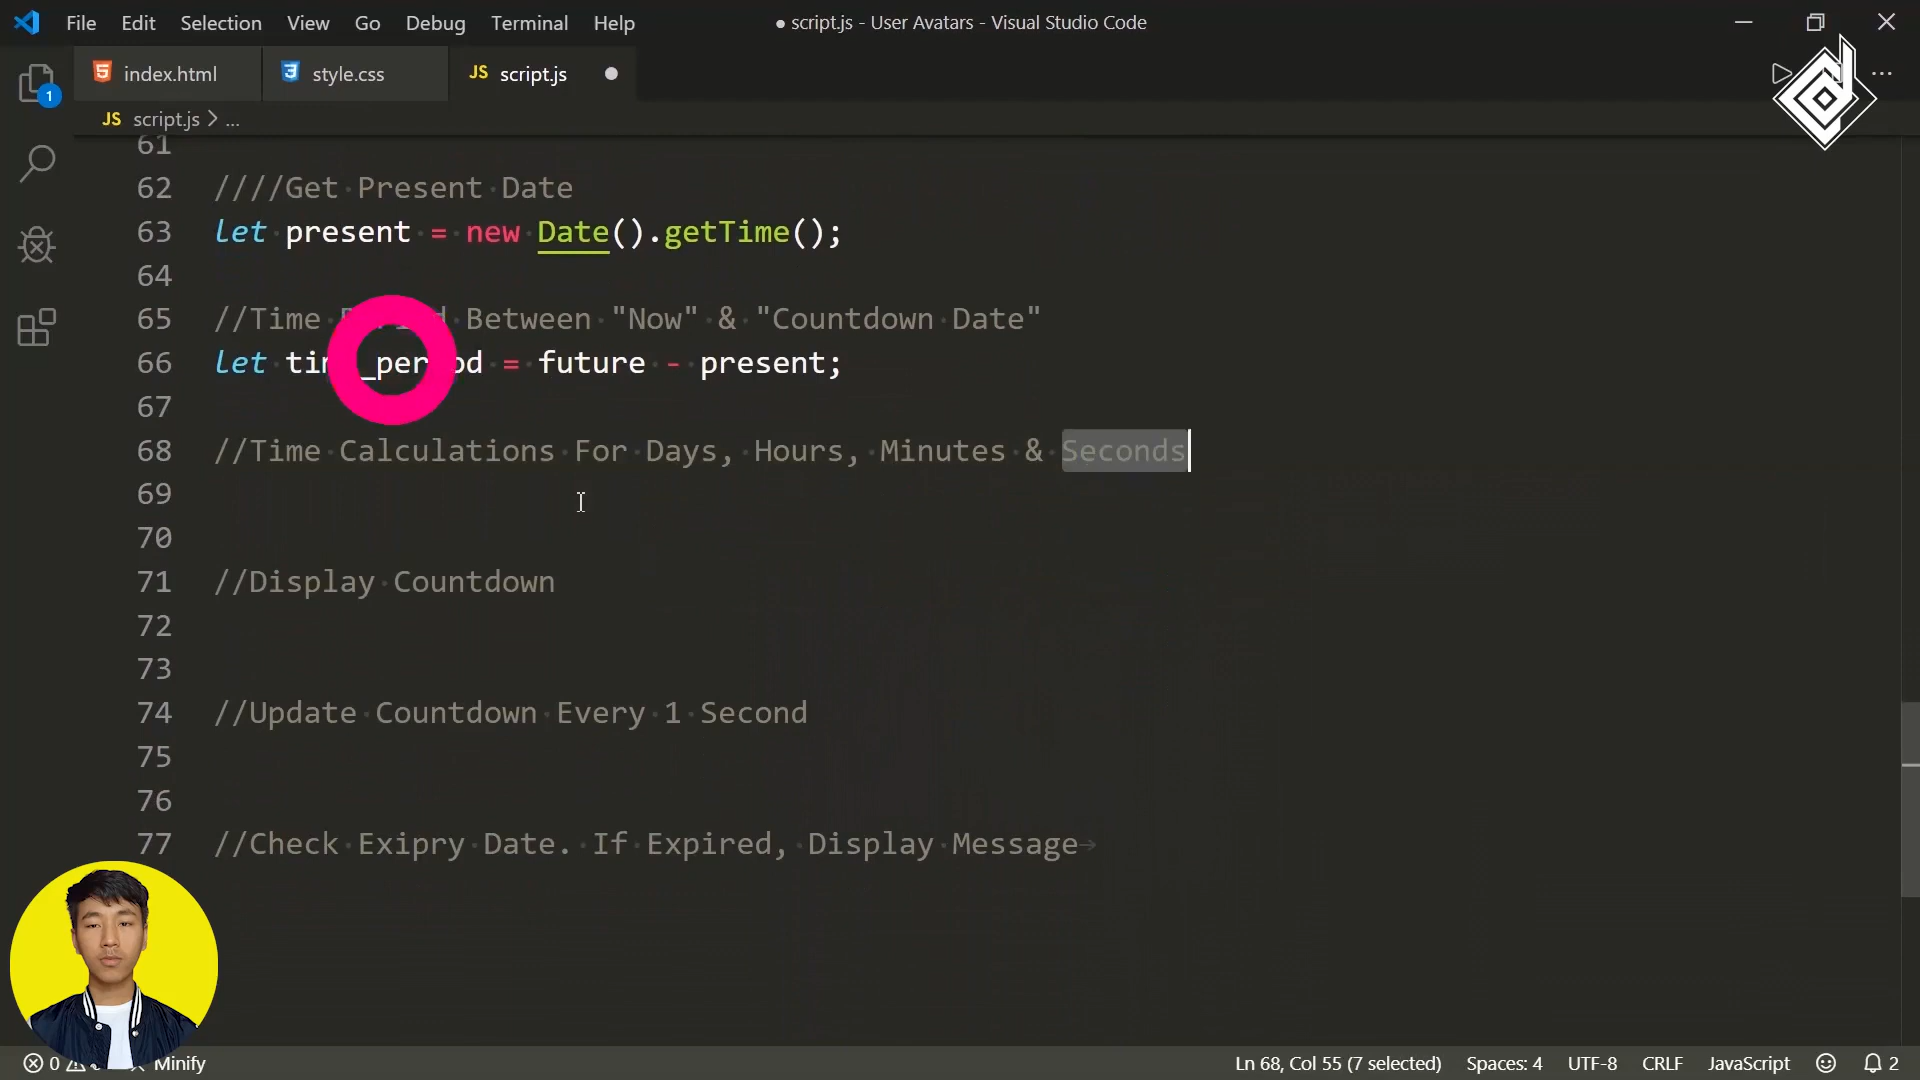 File Edit Selection View Go Debug Terminal Help
● script.js - User Avatars - Visual Studio Code
index.html
style.css
JS script.js
JS script.js > ...
61
62 ////Get Present Date
63 let present = new Date().getTime();
64
65 //Time Between "Now" & "Countdown Date"
66 let = future - present;
67
68 //Time Calculations For Days, Hours, Minutes & Seconds
69
70
71 //Display Countdown
72
73
74 //Update Countdown Every 1 Second
75
76
77 //Check Exipry Date. If Expired, Display Message
1
0
Minify
Ln 68, Col 55 (7 selected)
Spaces: 4
UTF-8
CRLF
JavaScript
2